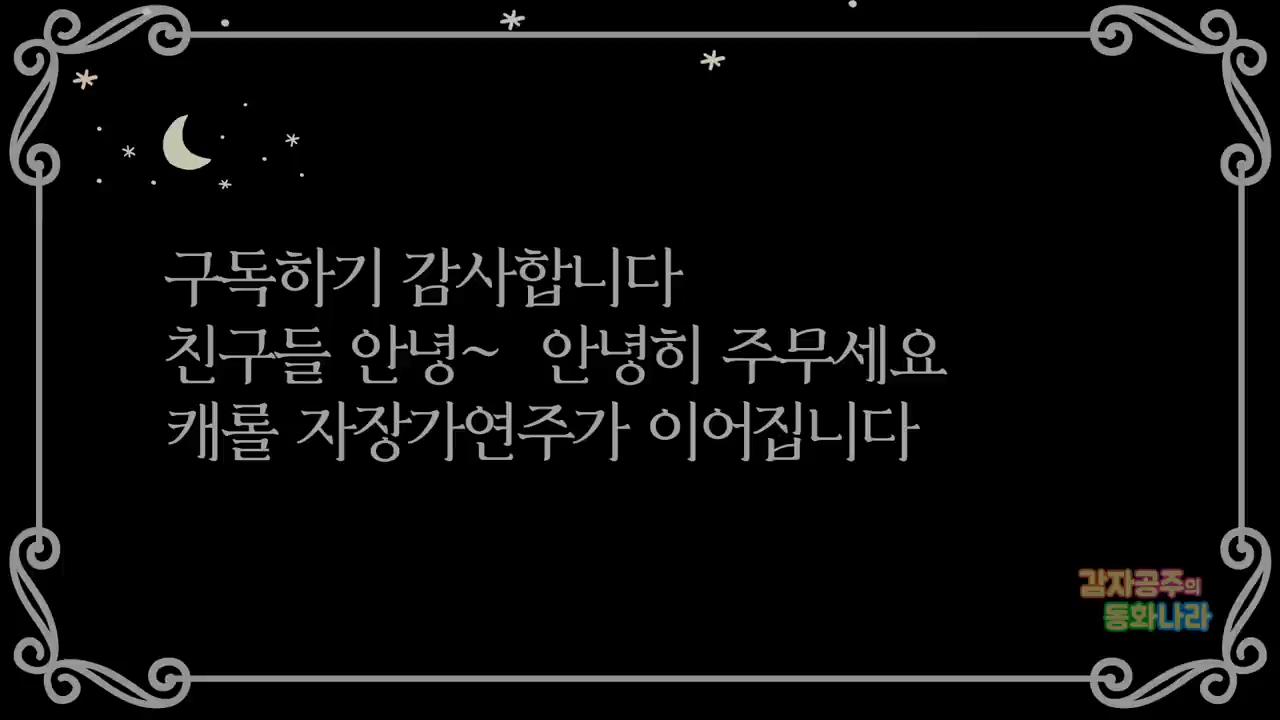 구독하기 감사합니다
친구들 안녕~ 안녕히 주무세요
캐롤 자장가연주가 이어집니다
감자공주의
동화나라